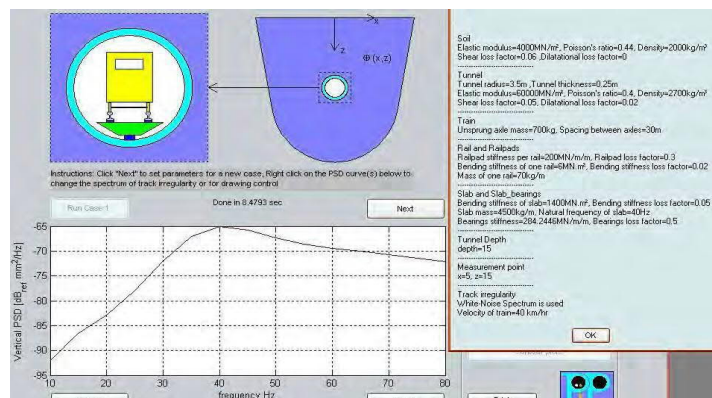 x
z
(x,z)
Instructions: Click "Next" to set parameters for a new case, Right click on the PSD curve(s) below to
change the spectrum of track irregularity or for drawing control
Run Case 1
Done in 8.4793 sec
Next
Vertical PSD [dBref mm²/Hz]
-65
-70
-75
-80
-85
-90
-95
10
20
30
40
50
60
70
80
frequency Hz
Soil
Elastic modulus=4000MN/m², Poisson's ratio=0.44, Density=2000kg/m³
Shear loss factor=0.06 ,Dilatational loss factor=0
Tunnel
Tunnel radius=3.5m ,Tunnel thickness=0.25m
Elastic modulus=60000MN/m², Poisson's ratio=0.4, Density=2700kg/m³
Shear loss factor=0.05, Dilatational loss factor=0.02
Train
Unsprung axle mass=700kg, Spacing between axles=30m
Rail and Railpads
Railpad stiffness per rail=200MN/m/m, Railpad loss factor=0.3
Bending stiffness of one rail=6MN.m², Bending stiffness loss factor=0.02
Mass of one rail=70kg/m
Slab and Slab_bearings
Bending stiffness of slab=1400MN.m², Bending stiffness loss factor=0.05
Slab mass=4500kg/m, Natural frequency of slab=40Hz
Bearings stiffness=284.2446MN/m/m, Bearings loss factor=0.5
Tunnel Depth
depth=15
Measurement point
x=5, z=15
Track irregularity
White-Noise Spectrum is used
Velocity of train=40 km/hr
OK